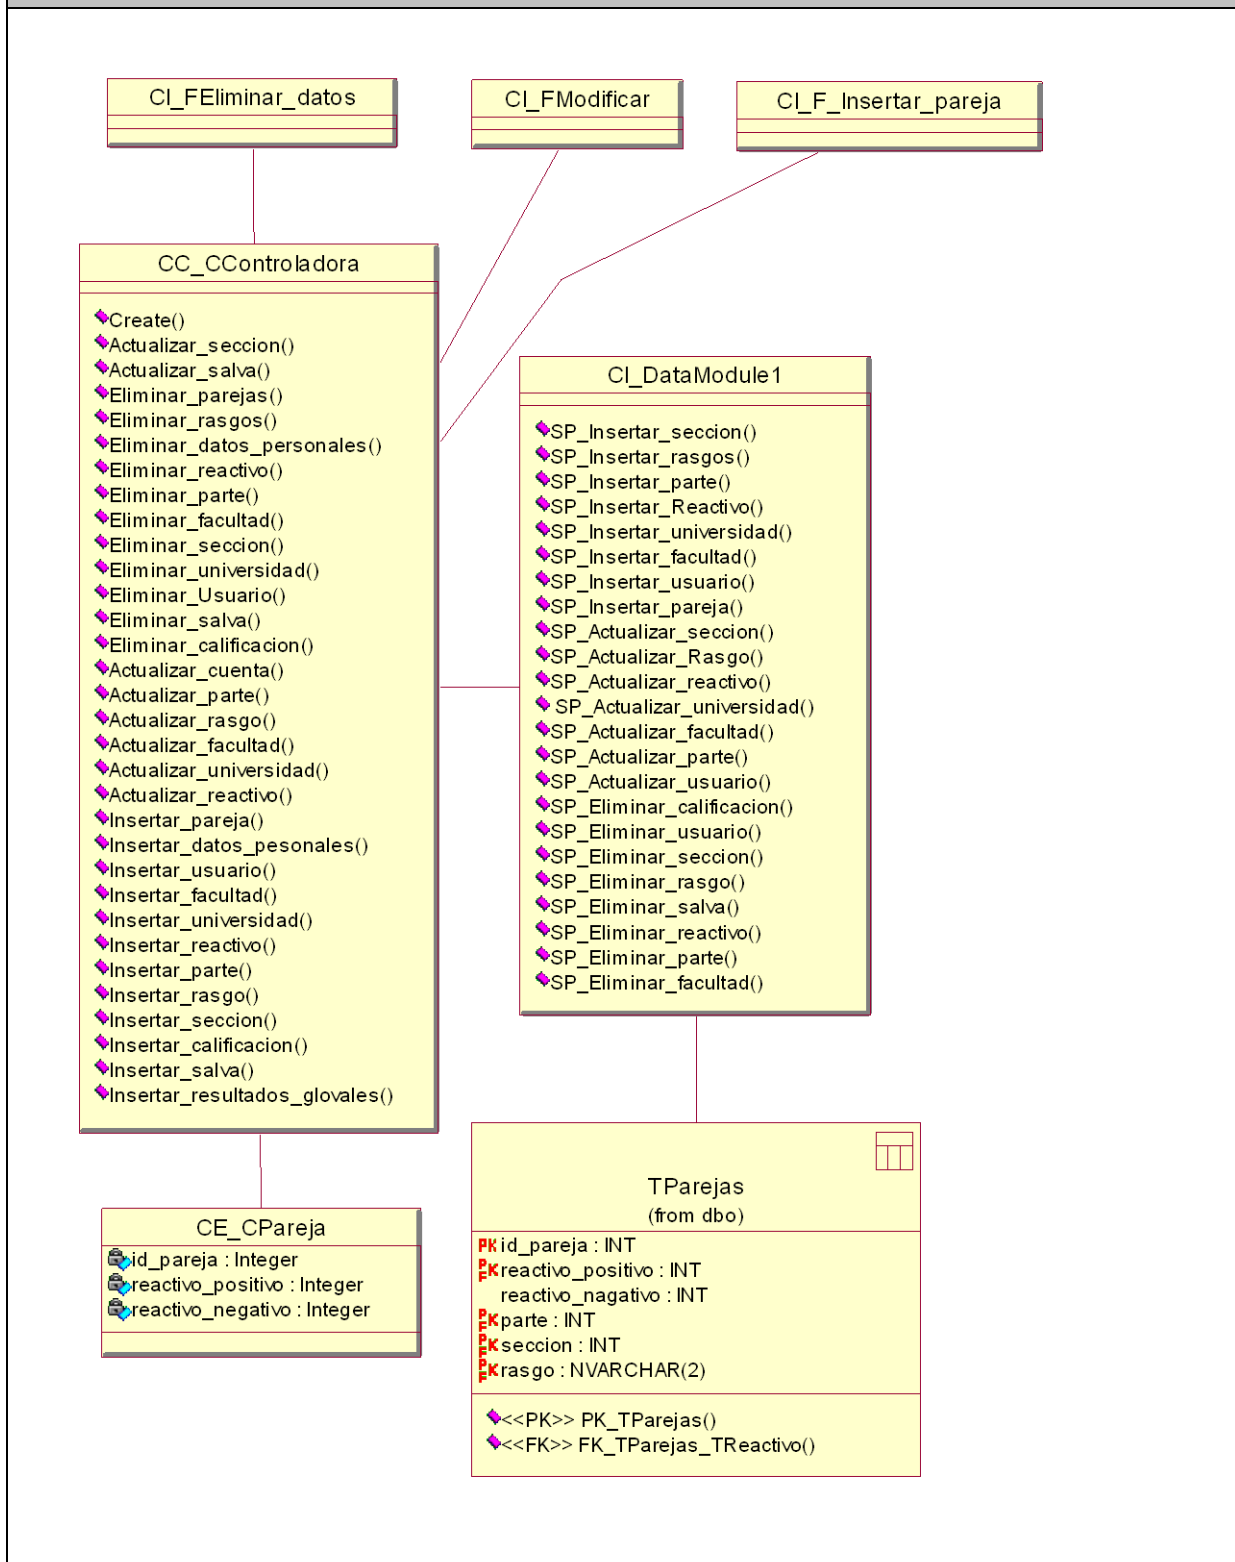 CI_FEliminar_datos
CI_FModificar
CI_F_Insertar_pareja
CC_CControladora
Create()
Actualizar_seccion()
Actualizar_salva()
Eliminar_parejas()
Eliminar_rasgos()
Eliminar_datos_personales()
Eliminar_reactivo()
Eliminar_parte()
Eliminar_facultad()
Eliminar_seccion()
Eliminar_universidad()
Eliminar_Usuario()
Eliminar_salva()
Eliminar_calificacion()
Actualizar_cuenta()
Actualizar_parte()
Actualizar_rasgo()
Actualizar_facultad()
Actualizar_universidad()
Actualizar_reactivo()
Insertar_pareja()
Insertar_datos_pesonales()
Insertar_usuario()
Insertar_facultad()
Insertar_universidad()
Insertar_reactivo()
Insertar_parte()
Insertar_rasgo()
Insertar_seccion()
Insertar_calificacion()
Insertar_salva()
Insertar_resultados_glovales()
CI_DataModule1
SP_Insertar_seccion()
SP_Insertar_rasgos()
SP_Insertar_parte()
SP_Insertar_Reactivo()
SP_Insertar_universidad()
SP_Insertar_facultad()
SP_Insertar_usuario()
SP_Insertar_pareja()
SP_Actualizar_seccion()
SP_Actualizar_Rasgo()
SP_Actualizar_reactivo()
SP_Actualizar_universidad()
SP_Actualizar_facultad()
SP_Actualizar_parte()
SP_Actualizar_usuario()
SP_Eliminar_calificacion()
SP_Eliminar_usuario()
SP_Eliminar_seccion()
SP_Eliminar_rasgo()
SP_Eliminar_salva()
SP_Eliminar_reactivo()
SP_Eliminar_parte()
SP_Eliminar_facultad()
CE_CPareja
id_pareja : Integer
reactivo_positivo : Integer
reactivo_negativo : Integer
TParejas
(from dbo)
PK id_pareja : INT
PFK reactivo_positivo : INT
reactivo_nagativo : INT
PFK parte : INT
PFK seccion : INT
PFK rasgo : NVARCHAR(2)
<<PK>> PK_TParejas()
<<FK>> FK_TParejas_TReactivo()